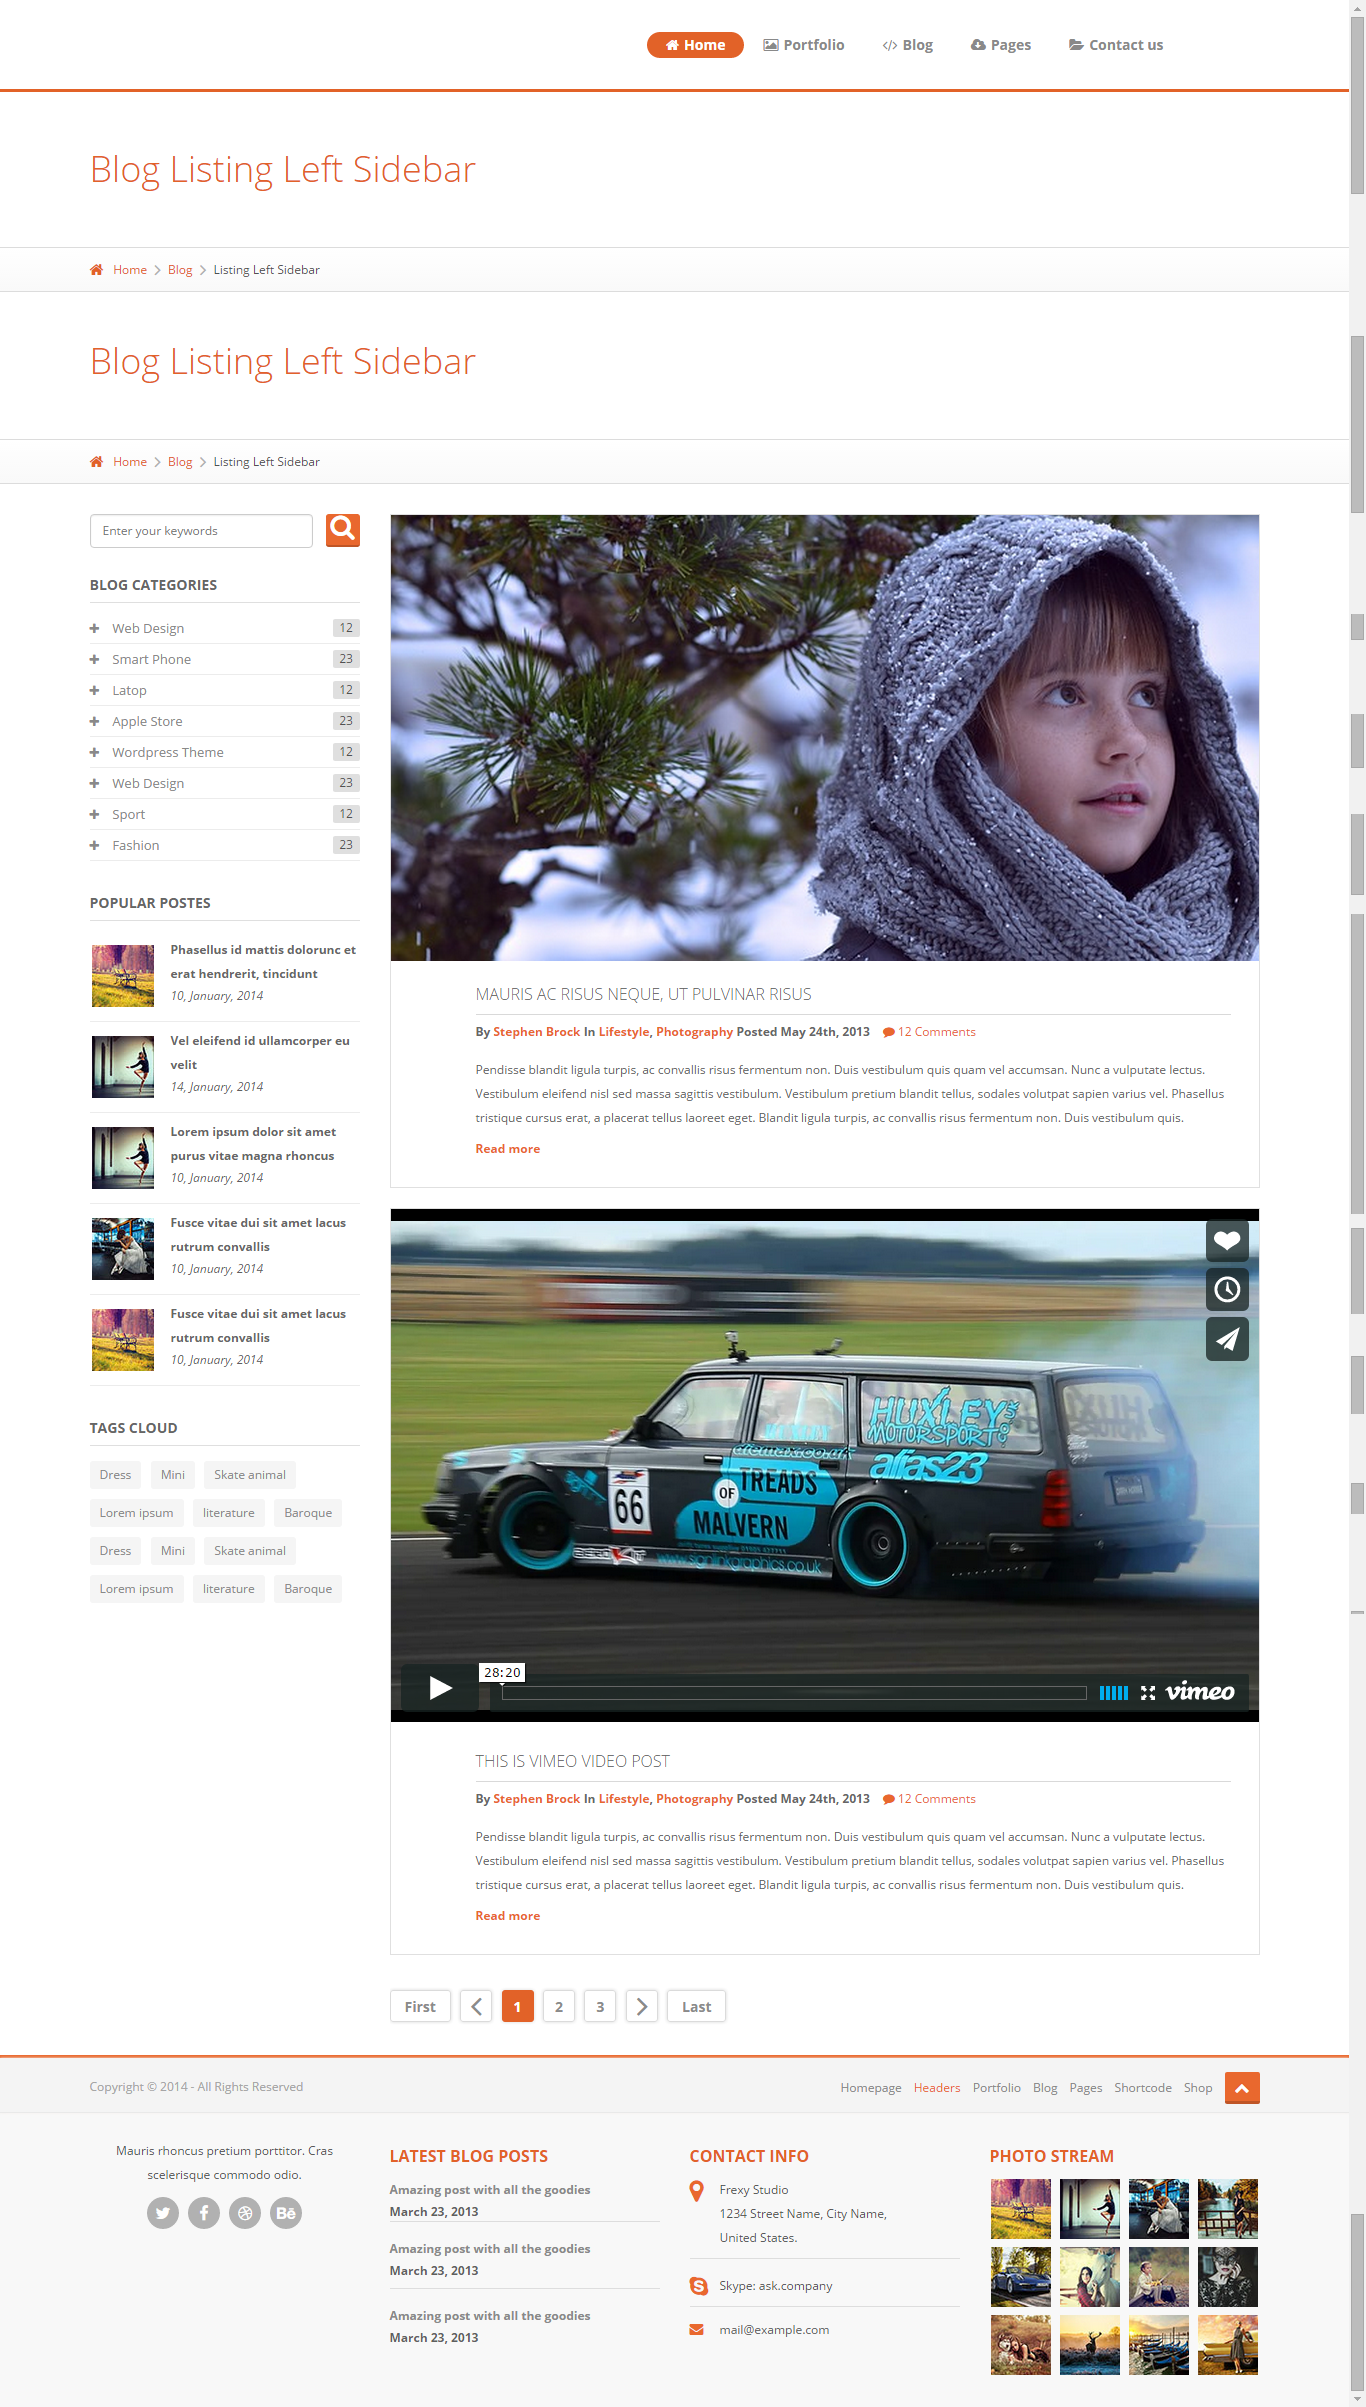 Home Portfolio Blog Pages Contact us
Blog Listing Left Sidebar
Home Blog Listing Left Sidebar
Blog Listing Left Sidebar
Home Blog Listing Left Sidebar
Enter your keywords
BLOG CATEGORIES
Web Design 12
Smart Phone 23
Latop 12
Apple Store 23
Wordpress Theme 12
Web Design 23
Sport 12
Fashion 23
POPULAR POSTES
Phasellus id mattis dolorunc et
erat hendrerit, tincidunt
10, January, 2014
Vel eleifend id ullamcorper eu
velit
14, January, 2014
Lorem ipsum dolor sit amet
purus vitae magna rhoncus
10, January, 2014
Fusce vitae dui sit amet lacus
rutrum convallis
10, January, 2014
Fusce vitae dui sit amet lacus
rutrum convallis
10, January, 2014
TAGS CLOUD
Dress Mini Skate animal
Lorem ipsum literature Baroque
Dress Mini Skate animal
Lorem ipsum literature Baroque
MAURIS AC RISUS NEQUE, UT PULVINAR RISUS
By Stephen Brock In Lifestyle, Photography Posted May 24th, 2013 12 Comments
Pendisse blandit ligula turpis, ac convallis risus fermentum non. Duis vestibulum quis quam vel accumsan. Nunc a vulputate lectus.
Vestibulum eleifend nisl sed massa sagittis vestibulum. Vestibulum pretium blandit tellus, sodales volutpat sapien varius vel. Phasellus
tristique cursus erat, a placerat tellus laoreet eget. Blandit ligula turpis, ac convallis risus fermentum non. Duis vestibulum quis.
Read more
HUXLEY
MOTORSPORT
alias23
TREADS
OF
MALVERN
66
28:20
vimeo
THIS IS VIMEO VIDEO POST
By Stephen Brock In Lifestyle, Photography Posted May 24th, 2013 12 Comments
Pendisse blandit ligula turpis, ac convallis risus fermentum non. Duis vestibulum quis quam vel accumsan. Nunc a vulputate lectus.
Vestibulum eleifend nisl sed massa sagittis vestibulum. Vestibulum pretium blandit tellus, sodales volutpat sapien varius vel. Phasellus
tristique cursus erat, a placerat tellus laoreet eget. Blandit ligula turpis, ac convallis risus fermentum non. Duis vestibulum quis.
Read more
First 1 2 3 Last
Copyright © 2014 - All Rights Reserved
Homepage Headers Portfolio Blog Pages Shortcode Shop
Mauris rhoncus pretium porttitor. Cras
scelerisque commodo odio.
Bē
LATEST BLOG POSTS
Amazing post with all the goodies
March 23, 2013
Amazing post with all the goodies
March 23, 2013
Amazing post with all the goodies
March 23, 2013
CONTACT INFO
Frexy Studio
1234 Street Name, City Name,
United States.
Skype: ask.company
mail@example.com
PHOTO STREAM